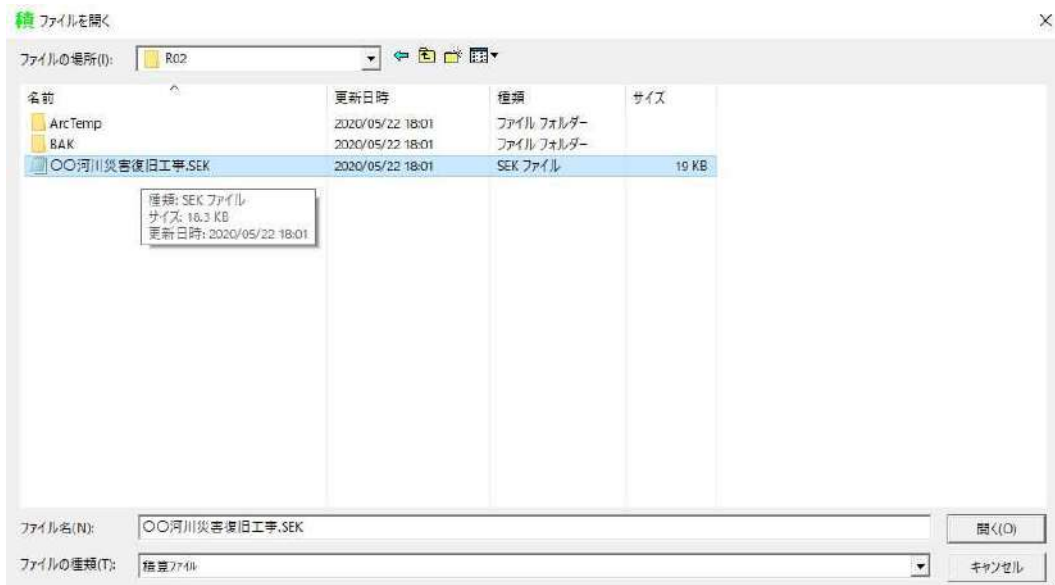 積 ファイルを開く
ファイルの場所(I): R02
名前 更新日時 種類 サイズ
ArcTemp 2020/05/22 18:01 ファイル フォルダー
BAK 2020/05/22 18:01 ファイル フォルダー
〇〇河川災害復旧工事.SEK 2020/05/22 18:01 SEK ファイル 19 KB
種類: SEK ファイル
サイズ: 18.3 KB
更新日時: 2020/05/22 18:01
ファイル名(N): 〇〇河川災害復旧工事.SEK 開く(O)
ファイルの種類(T): 積算ファイル キャンセル